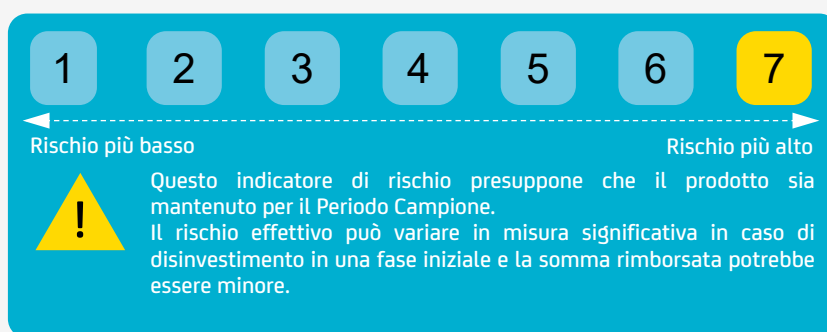 1 2 3 4 5 6 7
Rischio più basso Rischio più alto
!
Questo indicatore di rischio presuppone che il prodotto sia
mantenuto per il Periodo Campione.
Il rischio effettivo può variare in misura significativa in caso di
disinvestimento in una fase iniziale e la somma rimborsata potrebbe
essere minore.